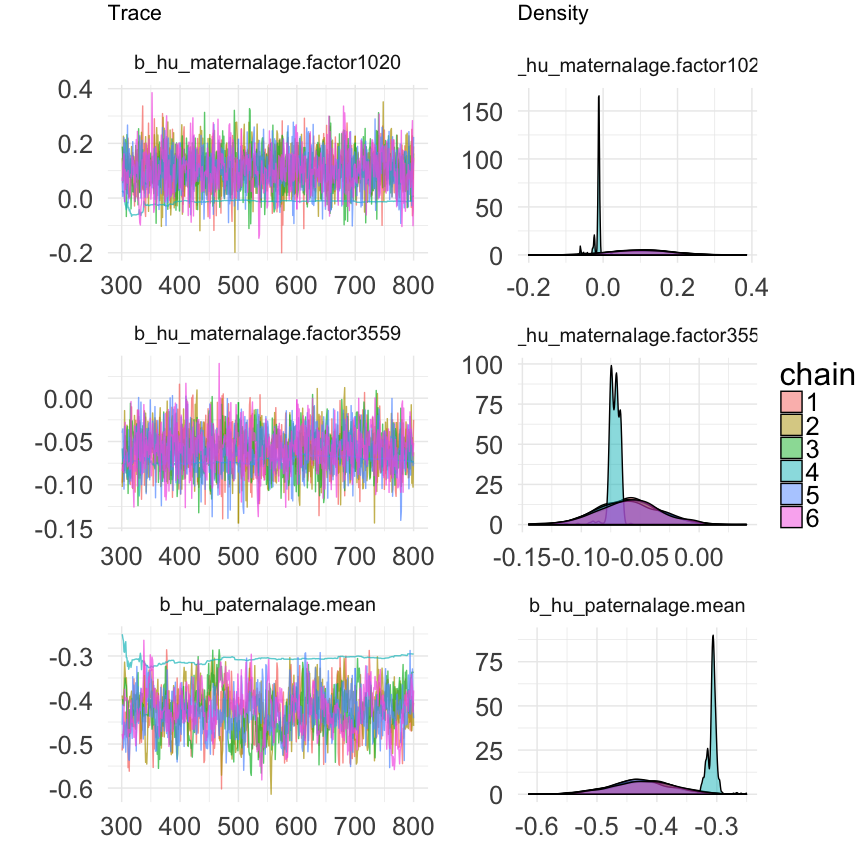 Trace
Density
b_hu_maternalage.factor1020
_hu_maternalage.factor102
0.4
0.2
0.0
-0.2
300 400 500 600 700 800
150
100
50
0
-0.2 0.0 0.2 0.4
b_hu_maternalage.factor3559
_hu_maternalage.factor355
0.00
-0.05
-0.10
-0.15
300 400 500 600 700 800
100
75
50
25
0
-0.15 -0.10 -0.05 0.00
b_hu_paternalage.mean
b_hu_paternalage.mean
-0.3
-0.4
-0.5
-0.6
300 400 500 600 700 800
75
50
25
0
-0.6 -0.5 -0.4 -0.3
chain
1
2
3
4
5
6